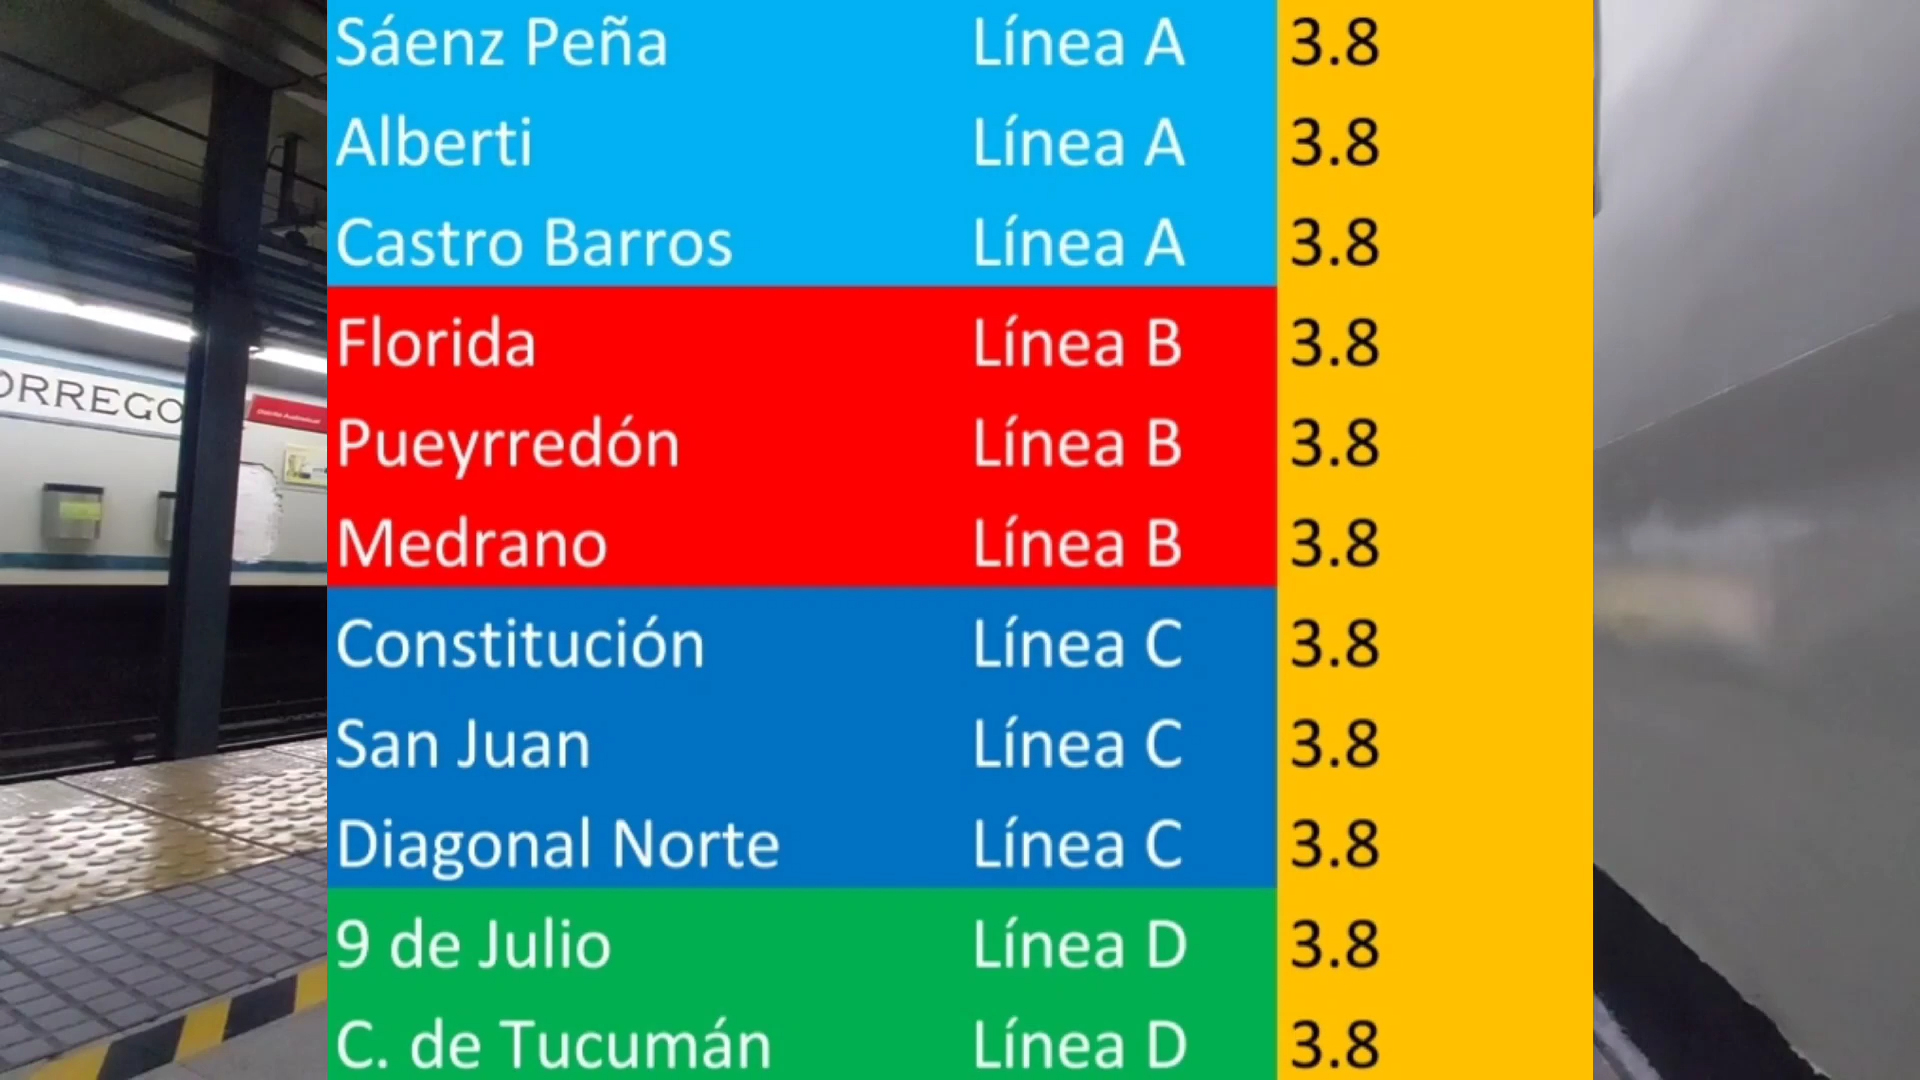 Sáenz Peña Línea A 3.8
Alberti Línea A 3.8
Castro Barros Línea A 3.8
Florida Línea B 3.8
Pueyrredón Línea B 3.8
Medrano Línea B 3.8
Constitución Línea C 3.8
San Juan Línea C 3.8
Diagonal Norte Línea C 3.8
9 de Julio Línea D 3.8
C. de Tucumán Línea D 3.8
ORREGO